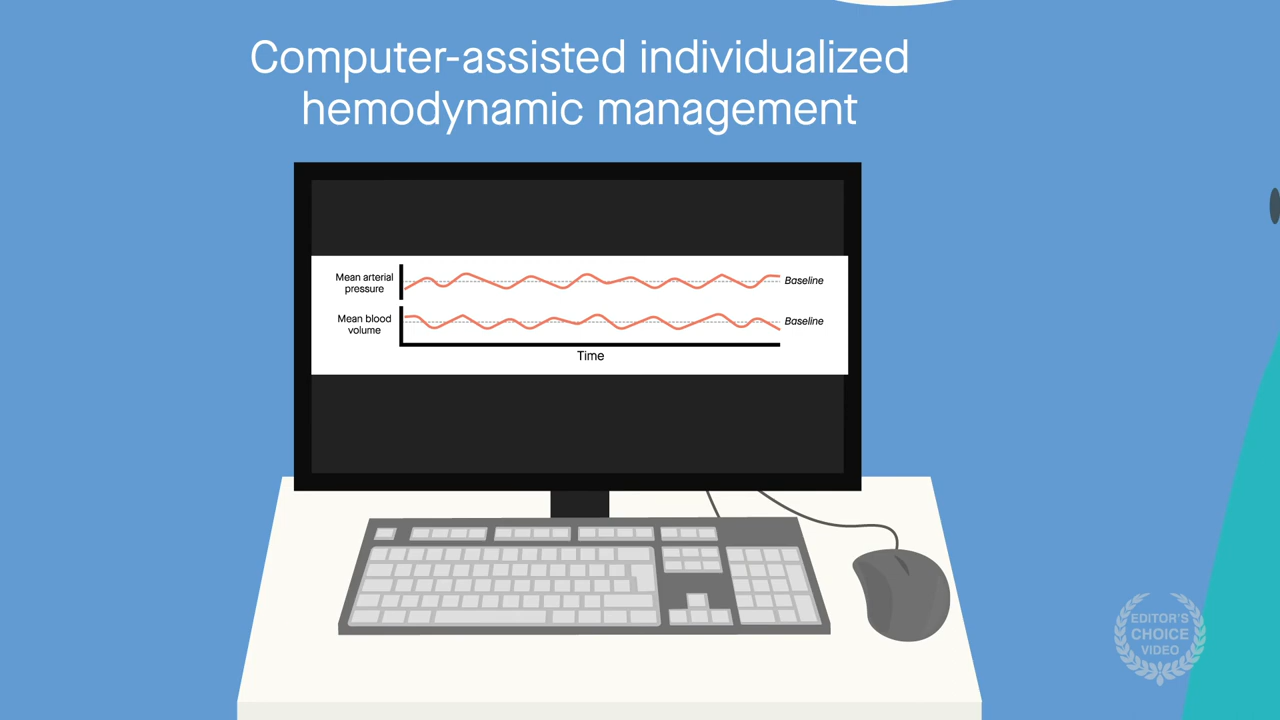 Computer-assisted individualized
hemodynamic management
Mean arterial
pressure
Baseline
Mean blood
volume
Baseline
Time
EDITOR'S
CHOICE
VIDEO